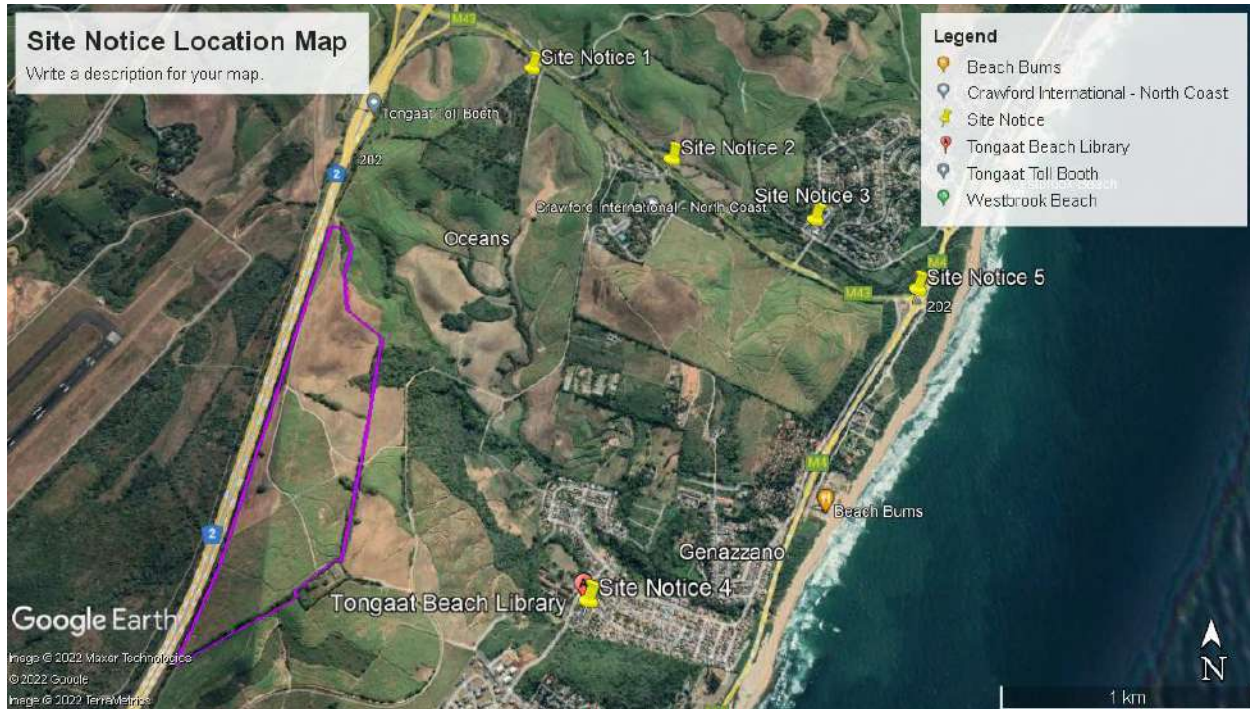 Site Notice Location Map
Write a description for your map.
Legend
Beach Bums
Crawford International - North Coast
Site Notice
Tongaat Beach Library
Tongaat Toll Booth
Westbrook Beach
M43
Site Notice 1
Tongaat Toll Booth
202
2
Site Notice 2
Site Notice 3
Crawford International - North Coast
Oceans
M4
Site Notice 5
M43
202
M4
Beach Bums
2
Genazzano
Site Notice 4
Tongaat Beach Library
Google Earth
Image © 2022 Maxar Technologies
© 2022 Google
Image © 2022 TerraMetrics
N
1 km